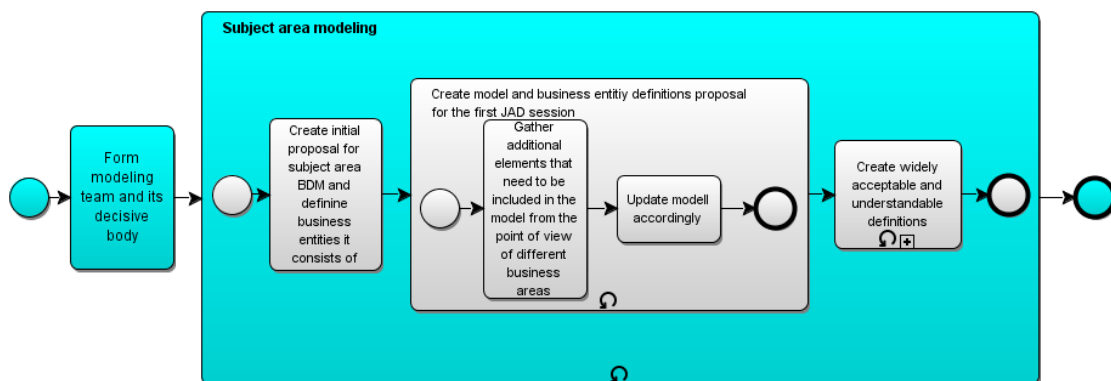 Subject area modeling
Form
modeling
team and its
decisive
body
Create initial
proposal for
subject area
BDM and
definine
business
entities it
consists of
Create model and business entitiy definitions proposal
for the first JAD session
Gather
additional
elements that
need to be
included in the
model from the
point of view
of different
business
areas
Update modell
accordingly
Create widely
acceptable and
understandable
definitions